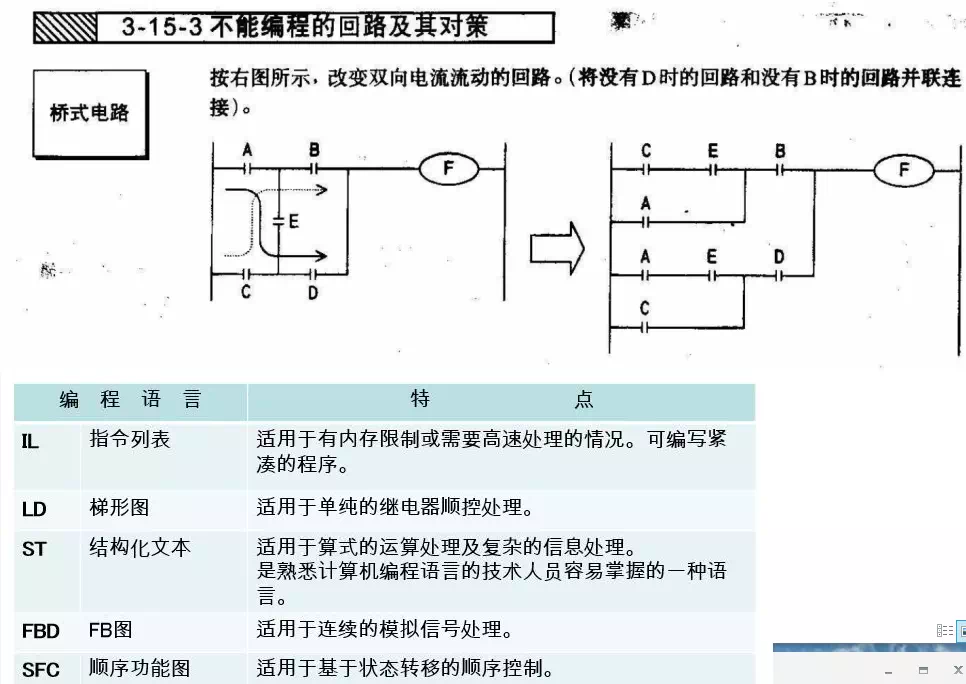 3-15-3 不能编程的回路及其对策
桥式电路
按右图所示，改变双向电流流动的回路。（将没有D时的回路和没有B时的回路并联连
接）。
A B
F
E
C D
C E B
F
A
A E D
C
编 程 语 言 特 点
IL 指令列表 适用于有内存限制或需要高速处理的情况。可编写紧
凑的程序。
LD 梯形图 适用于单纯的继电器顺控处理。
ST 结构化文本 适用于算式的运算处理及复杂的信息处理。
是熟悉计算机编程语言的技术人员容易掌握的一种语
言。
FBD FB图 适用于连续的模拟信号处理。
SFC 顺序功能图 适用于基于状态转移的顺序控制。